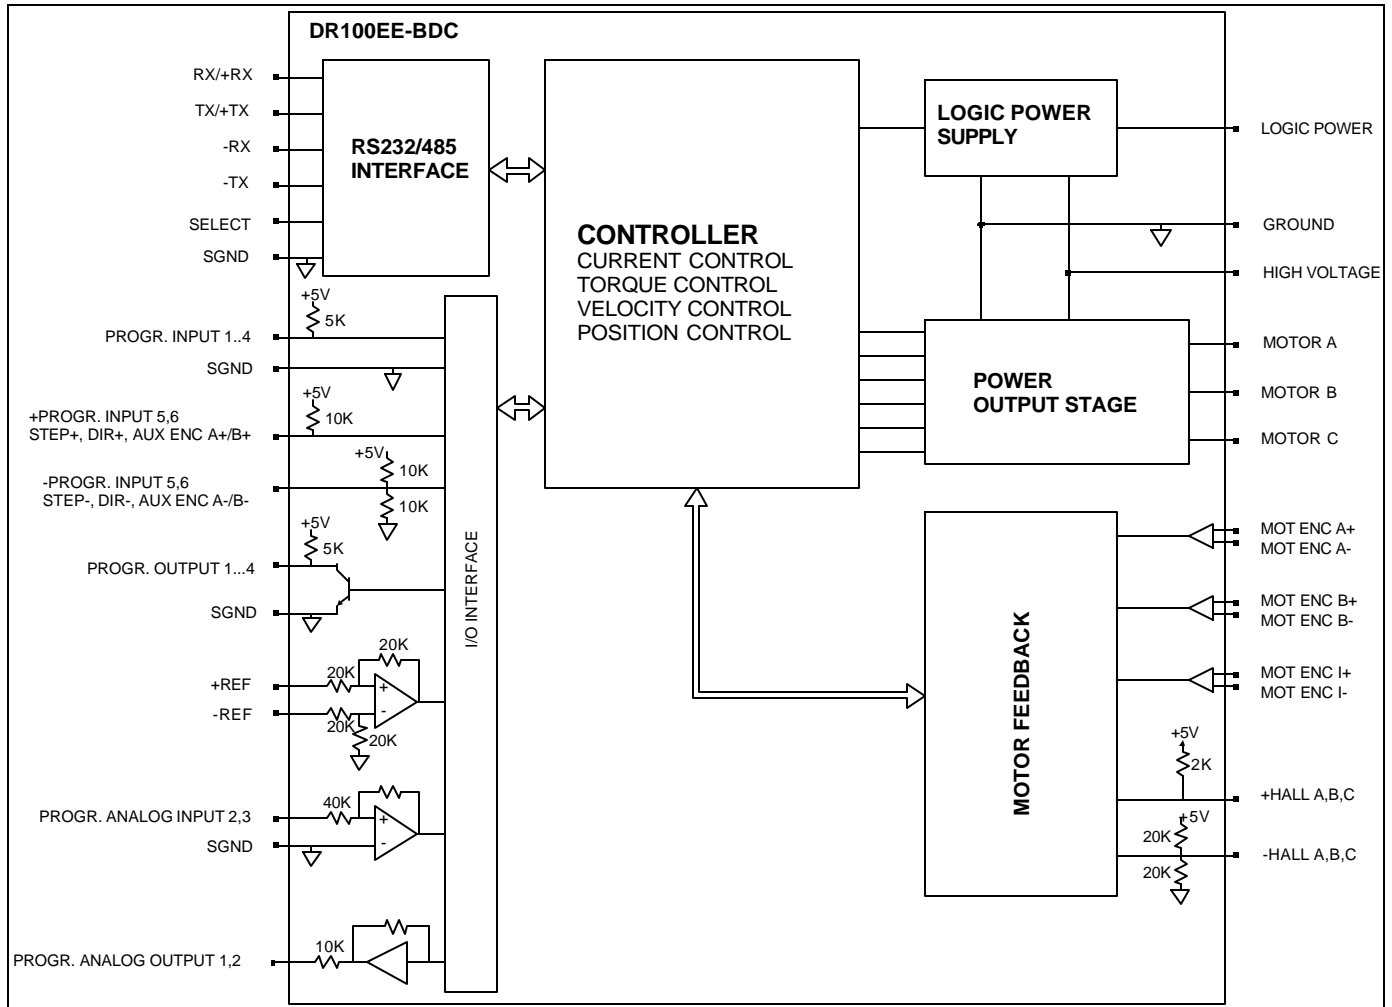 DR100EE-BDC
RX/+RX
TX/+TX
-RX
-TX
SELECT
SGND
RS232/485
INTERFACE
CONTROLLER
CURRENT CONTROL
TORQUE CONTROL
VELOCITY CONTROL
POSITION CONTROL
LOGIC POWER
SUPPLY
LOGIC POWER
GROUND
HIGH VOLTAGE
POWER
OUTPUT STAGE
MOTOR A
MOTOR B
MOTOR C
+5V
5K
PROGR. INPUT 1..4
SGND
+5V
10K
+PROGR. INPUT 5,6
STEP+, DIR+, AUX ENC A+/B+
+5V
10K
10K
-PROGR. INPUT 5,6
STEP-, DIR-, AUX ENC A-/B-
+5V
5K
PROGR. OUTPUT 1...4
SGND
I/O INTERFACE
20K
20K
+REF
-REF
+
-
20K
20K
40K
PROGR. ANALOG INPUT 2,3
SGND
+
-
10K
PROGR. ANALOG OUTPUT 1,2
MOTOR FEEDBACK
MOT ENC A+
MOT ENC A-
MOT ENC B+
MOT ENC B-
MOT ENC I+
MOT ENC I-
+5V
2K
+HALL A,B,C
+5V
20K
20K
-HALL A,B,C